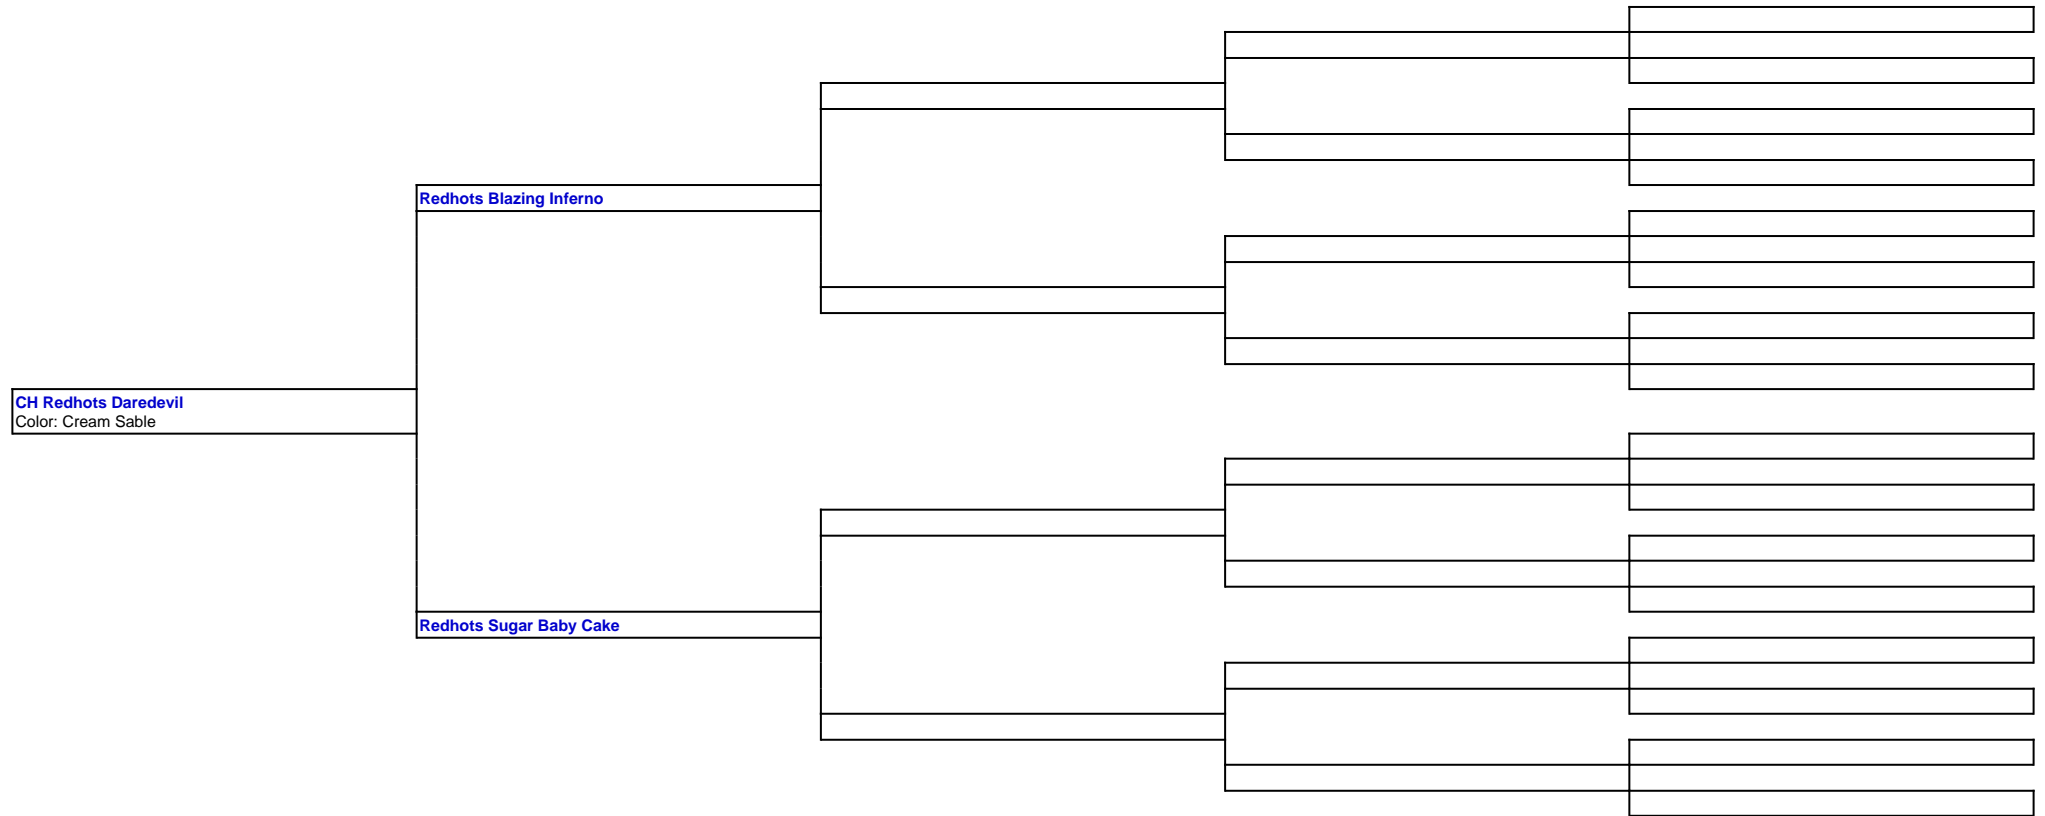 Redhots Blazing Inferno
CH Redhots Daredevil
Color: Cream Sable
Redhots Sugar Baby Cake